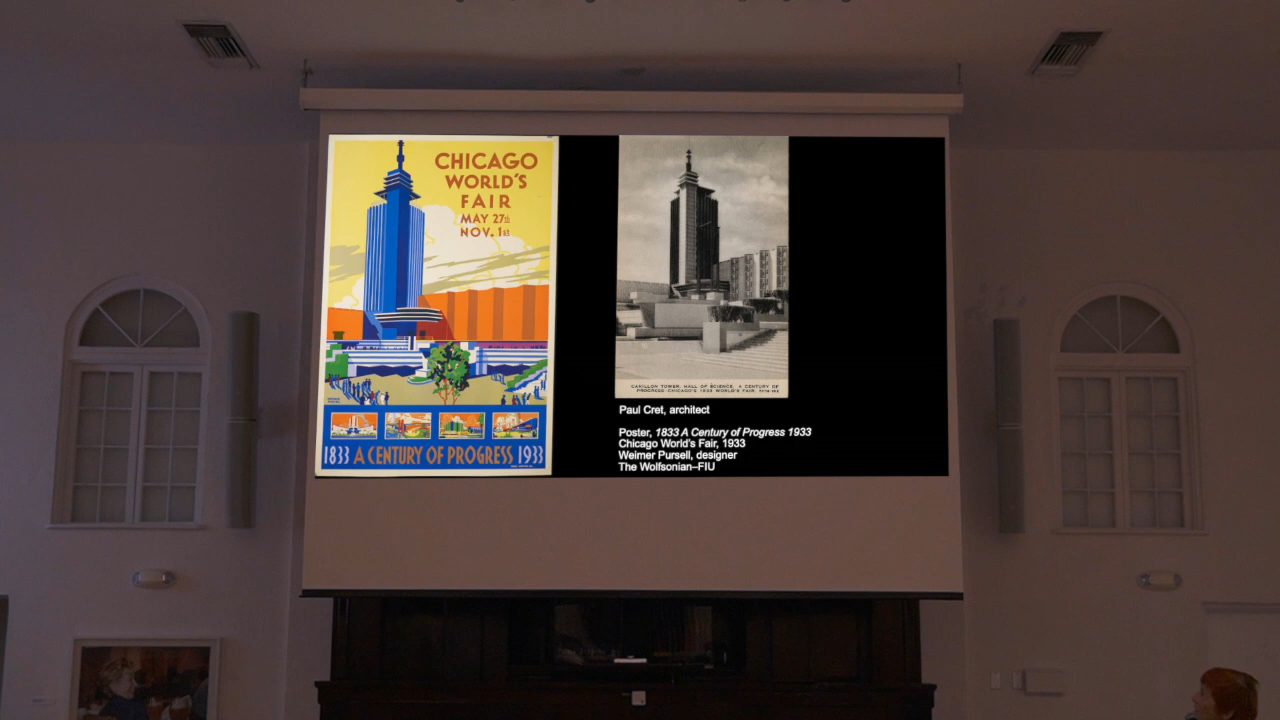 CHICAGO
WORLD'S
FAIR
MAY 27th
NOV. 1st
1833 A CENTURY OF PROGRESS 1933
CARILLON TOWER, HALL OF SCIENCE, A CENTURY OF
PROGRESS-CHICAGO'S 1933 WORLD'S FAIR.
Paul Cret, architect
Poster, 1833 A Century of Progress 1933
Chicago World's Fair, 1933
Weimer Pursell, designer
The Wolfsonian–FIU